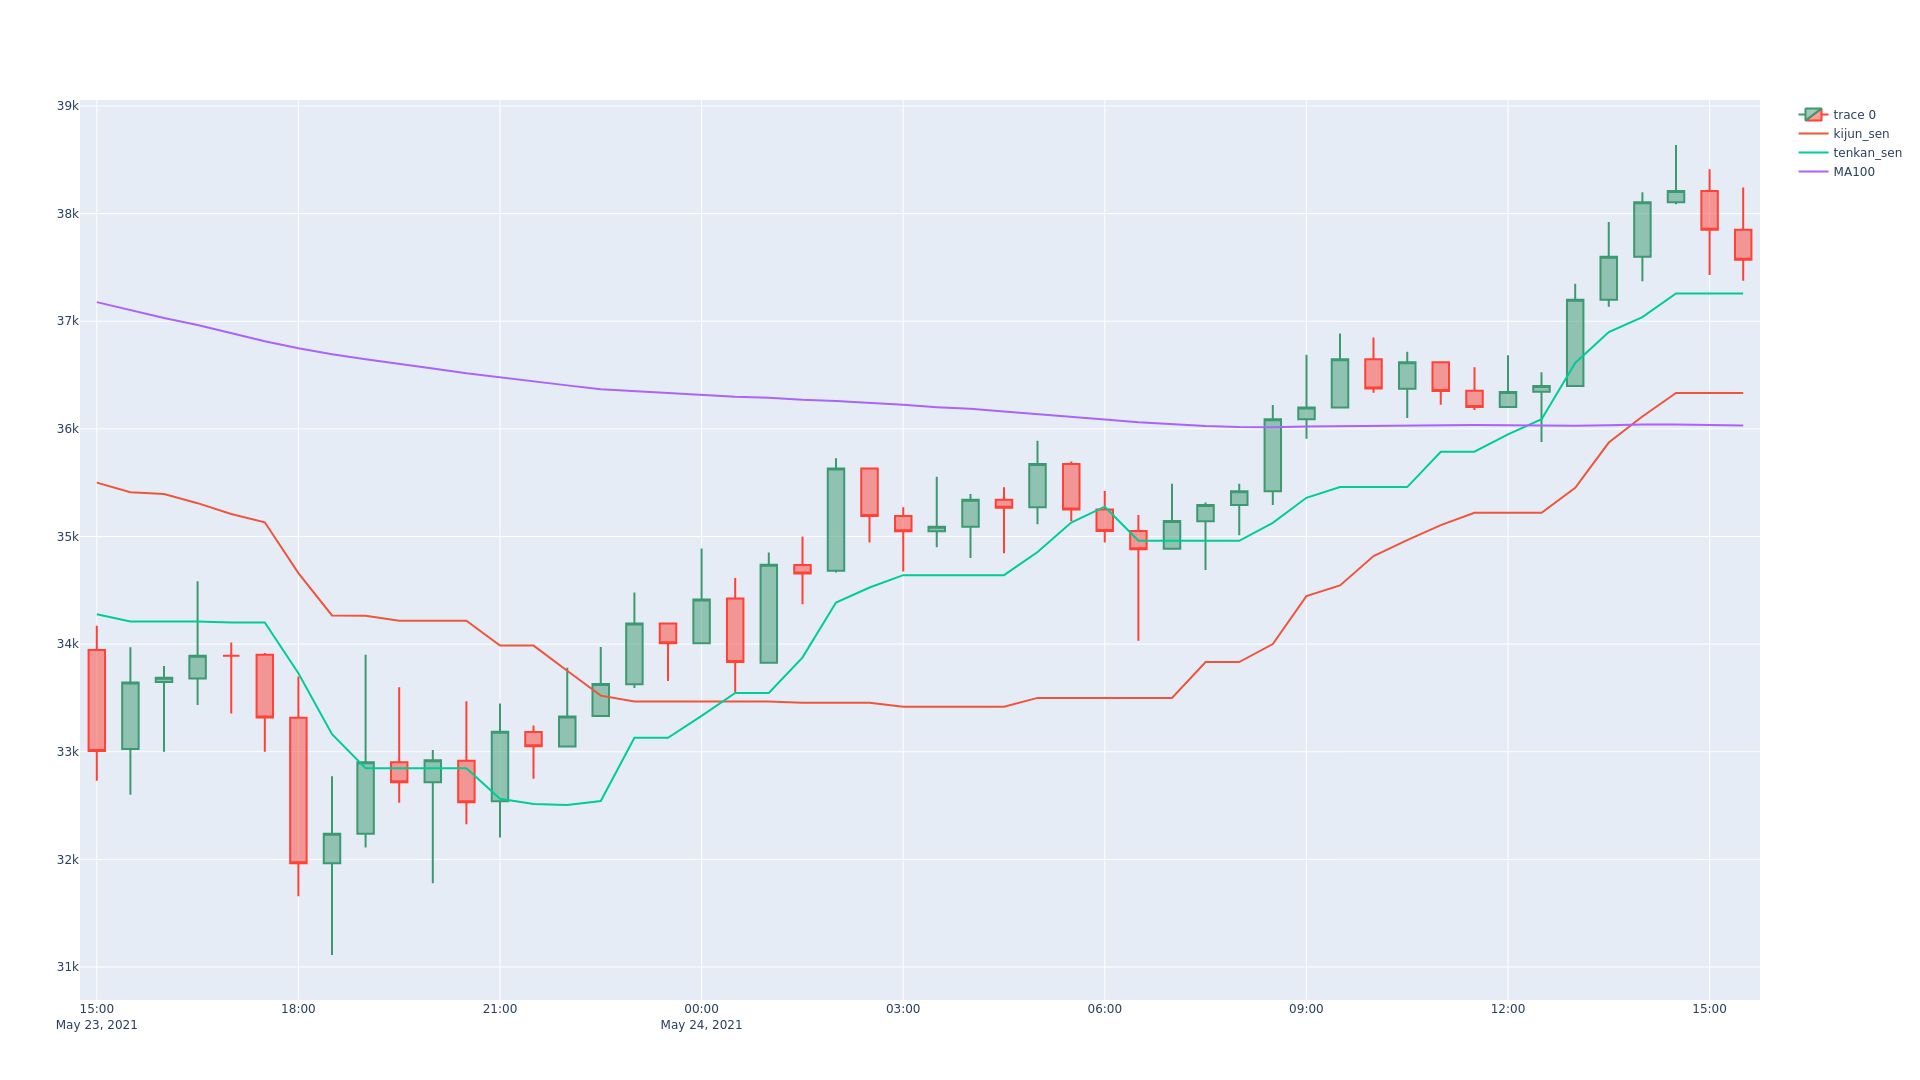 39k
38k
37k
36k
35k
34k
33k
32k
31k
15:00 18:00 21:00 00:00 03:00 06:00 09:00 12:00 15:00
May 23, 2021 May 24, 2021
trace 0
kijun_sen
tenkan_sen
MA100